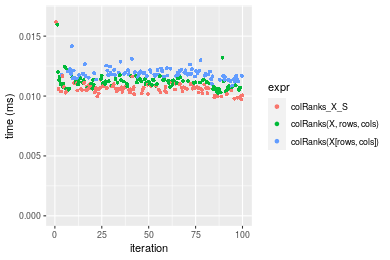 0.015
0.010
0.005
0.000
time (ms)
0
25
50
75
100
iteration
expr
colRanks_X_S
colRanks(X, rows, cols)
colRanks(X[rows, cols])